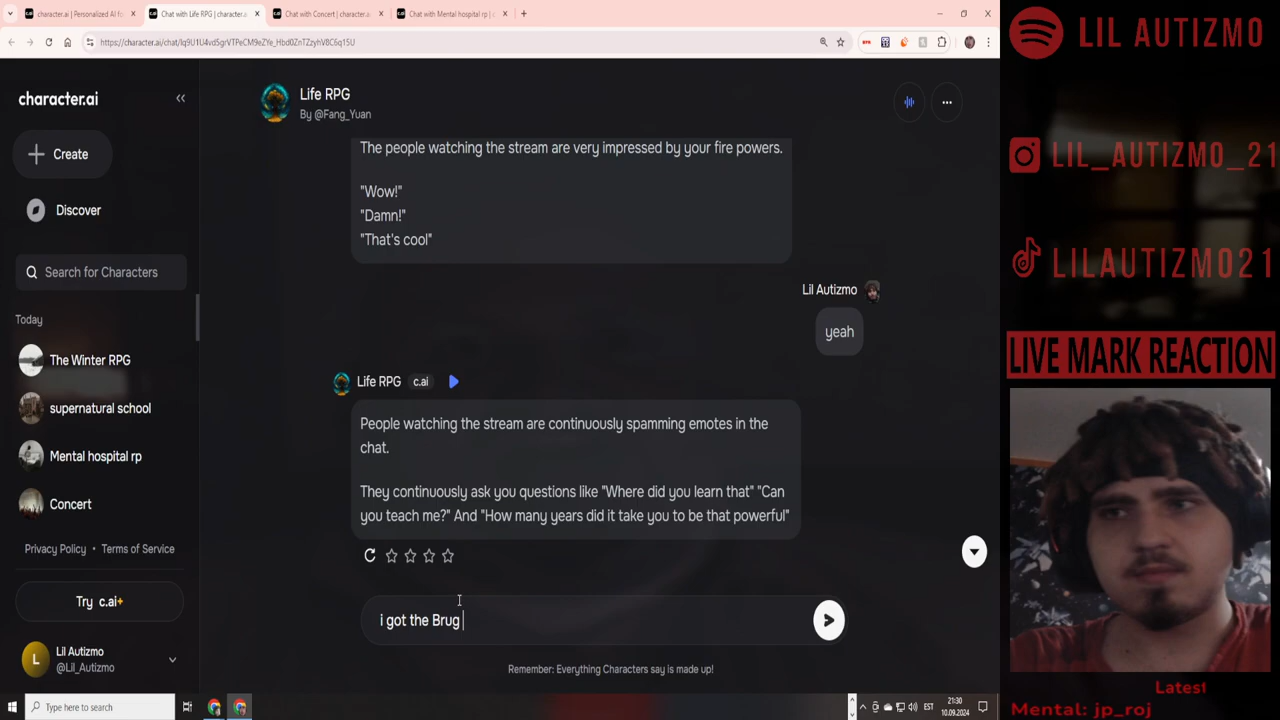 character.ai | Personalized AI fo
Chat with Life RPG | character.a
Chat with Concert | character.ai
Chat with Mental hospital rp | c
LIL AUTIZMO
character.ai
Life RPG
By @Fang_Yuan
Create
The people watching the stream are very impressed by your fire powers.
LIL_AUTIZMO_21
"Wow!"
Discover
"Damn!"
"That's cool"
Search for Characters
LILAUTIZMO21
Lil Autizmo
Today
yeah
The Winter RPG
LIVE MARK REACTION
Life RPG c.ai
supernatural school
People watching the stream are continuously spamming emotes in the
chat.
Mental hospital rp
They continuously ask you questions like "Where did you learn that" "Can
you teach me?" And "How many years did it take you to be that powerful"
Concert
Privacy Policy • Terms of Service
Try c.ai+
i got the Brug
Lil Autizmo
@Lil_Autizmo
Remember: Everything Characters say is made up!
Latest
Type here to search
EST
21:30
10.09.2024
Mental: jp_roj